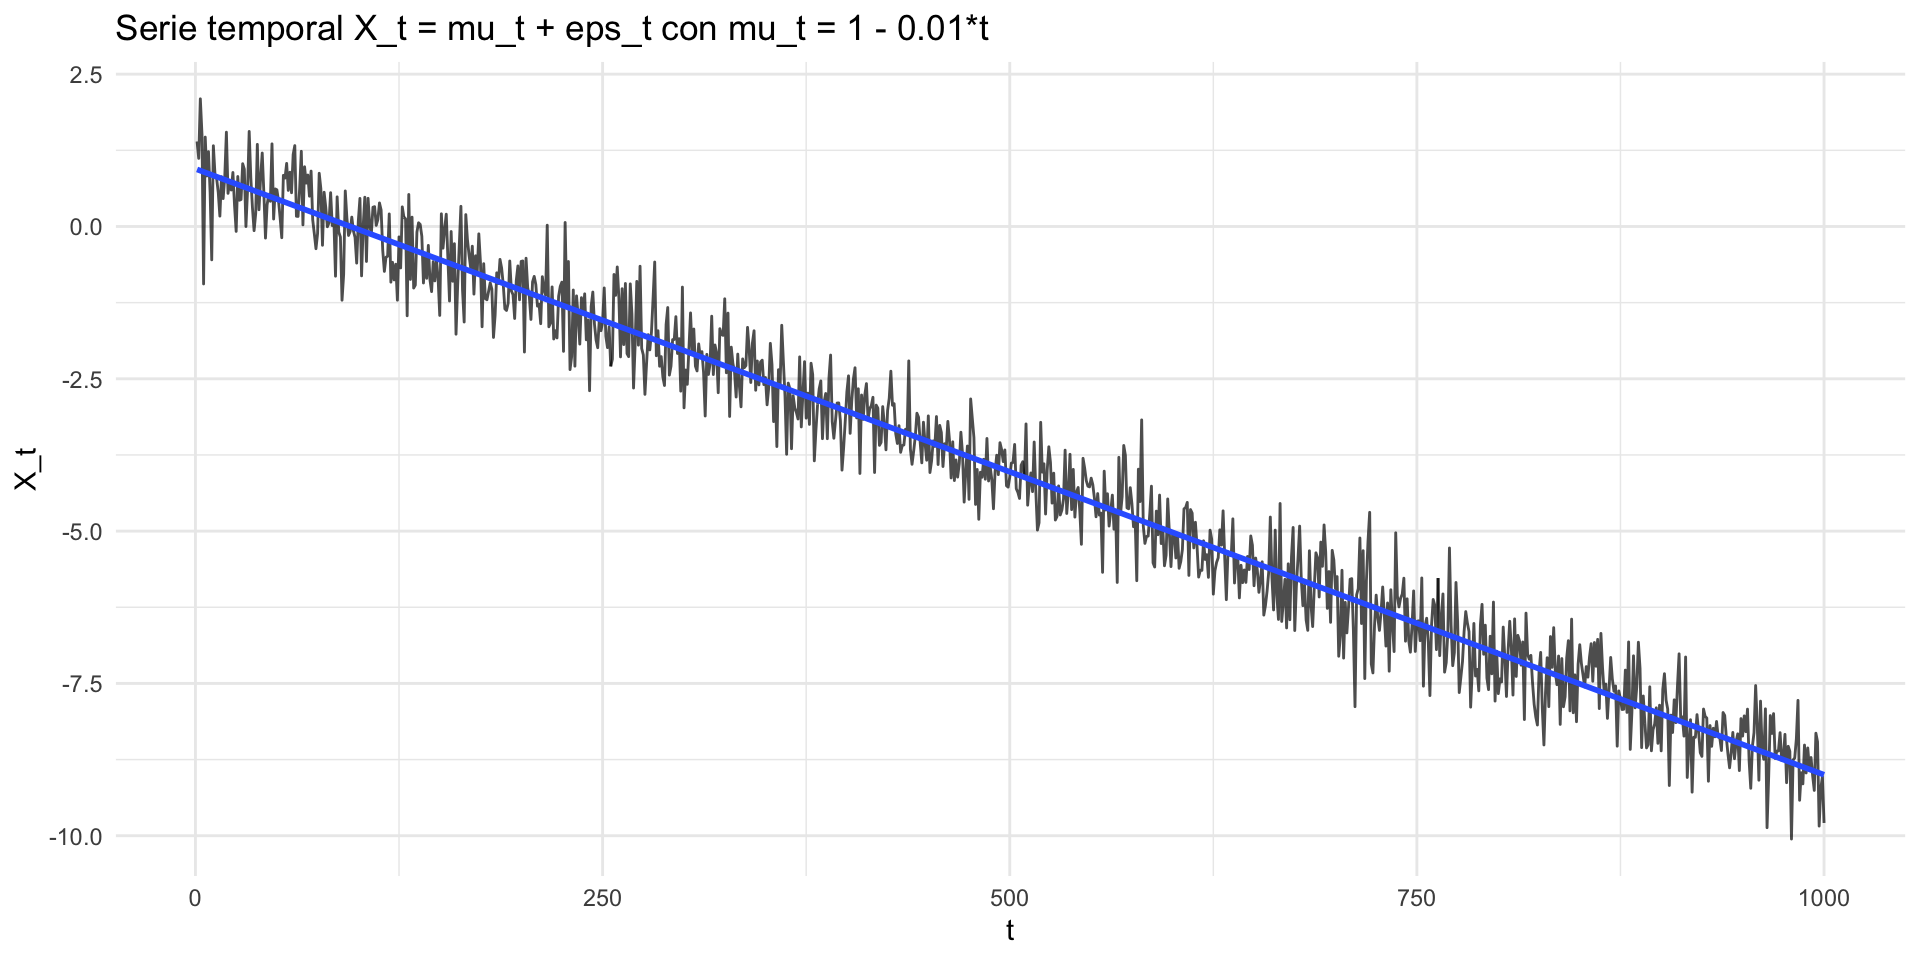 Serie temporal X_t = mu_t + eps_t con mu_t = 1 - 0.01*t
2.5
0.0
-2.5
-5.0
-7.5
-10.0
X_t
0 250 500 750 1000
t